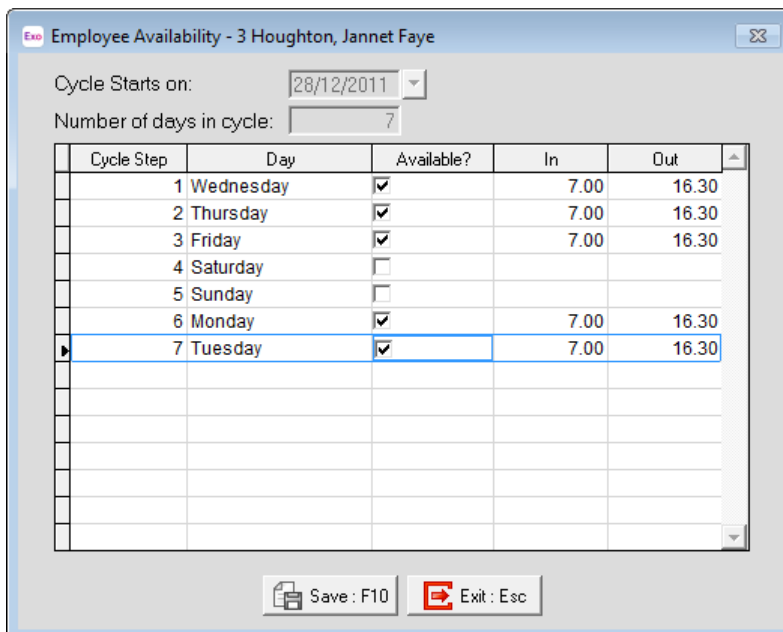 Exo Employee Availability - 3 Houghton, Jannet Faye
Cycle Starts on: 28/12/2011
Number of days in cycle: 7
Cycle Step Day Available? In Out
1 Wednesday 7.00 16.30
2 Thursday 7.00 16.30
3 Friday 7.00 16.30
4 Saturday
5 Sunday
6 Monday 7.00 16.30
7 Tuesday 7.00 16.30
Save : F10 Exit : Esc